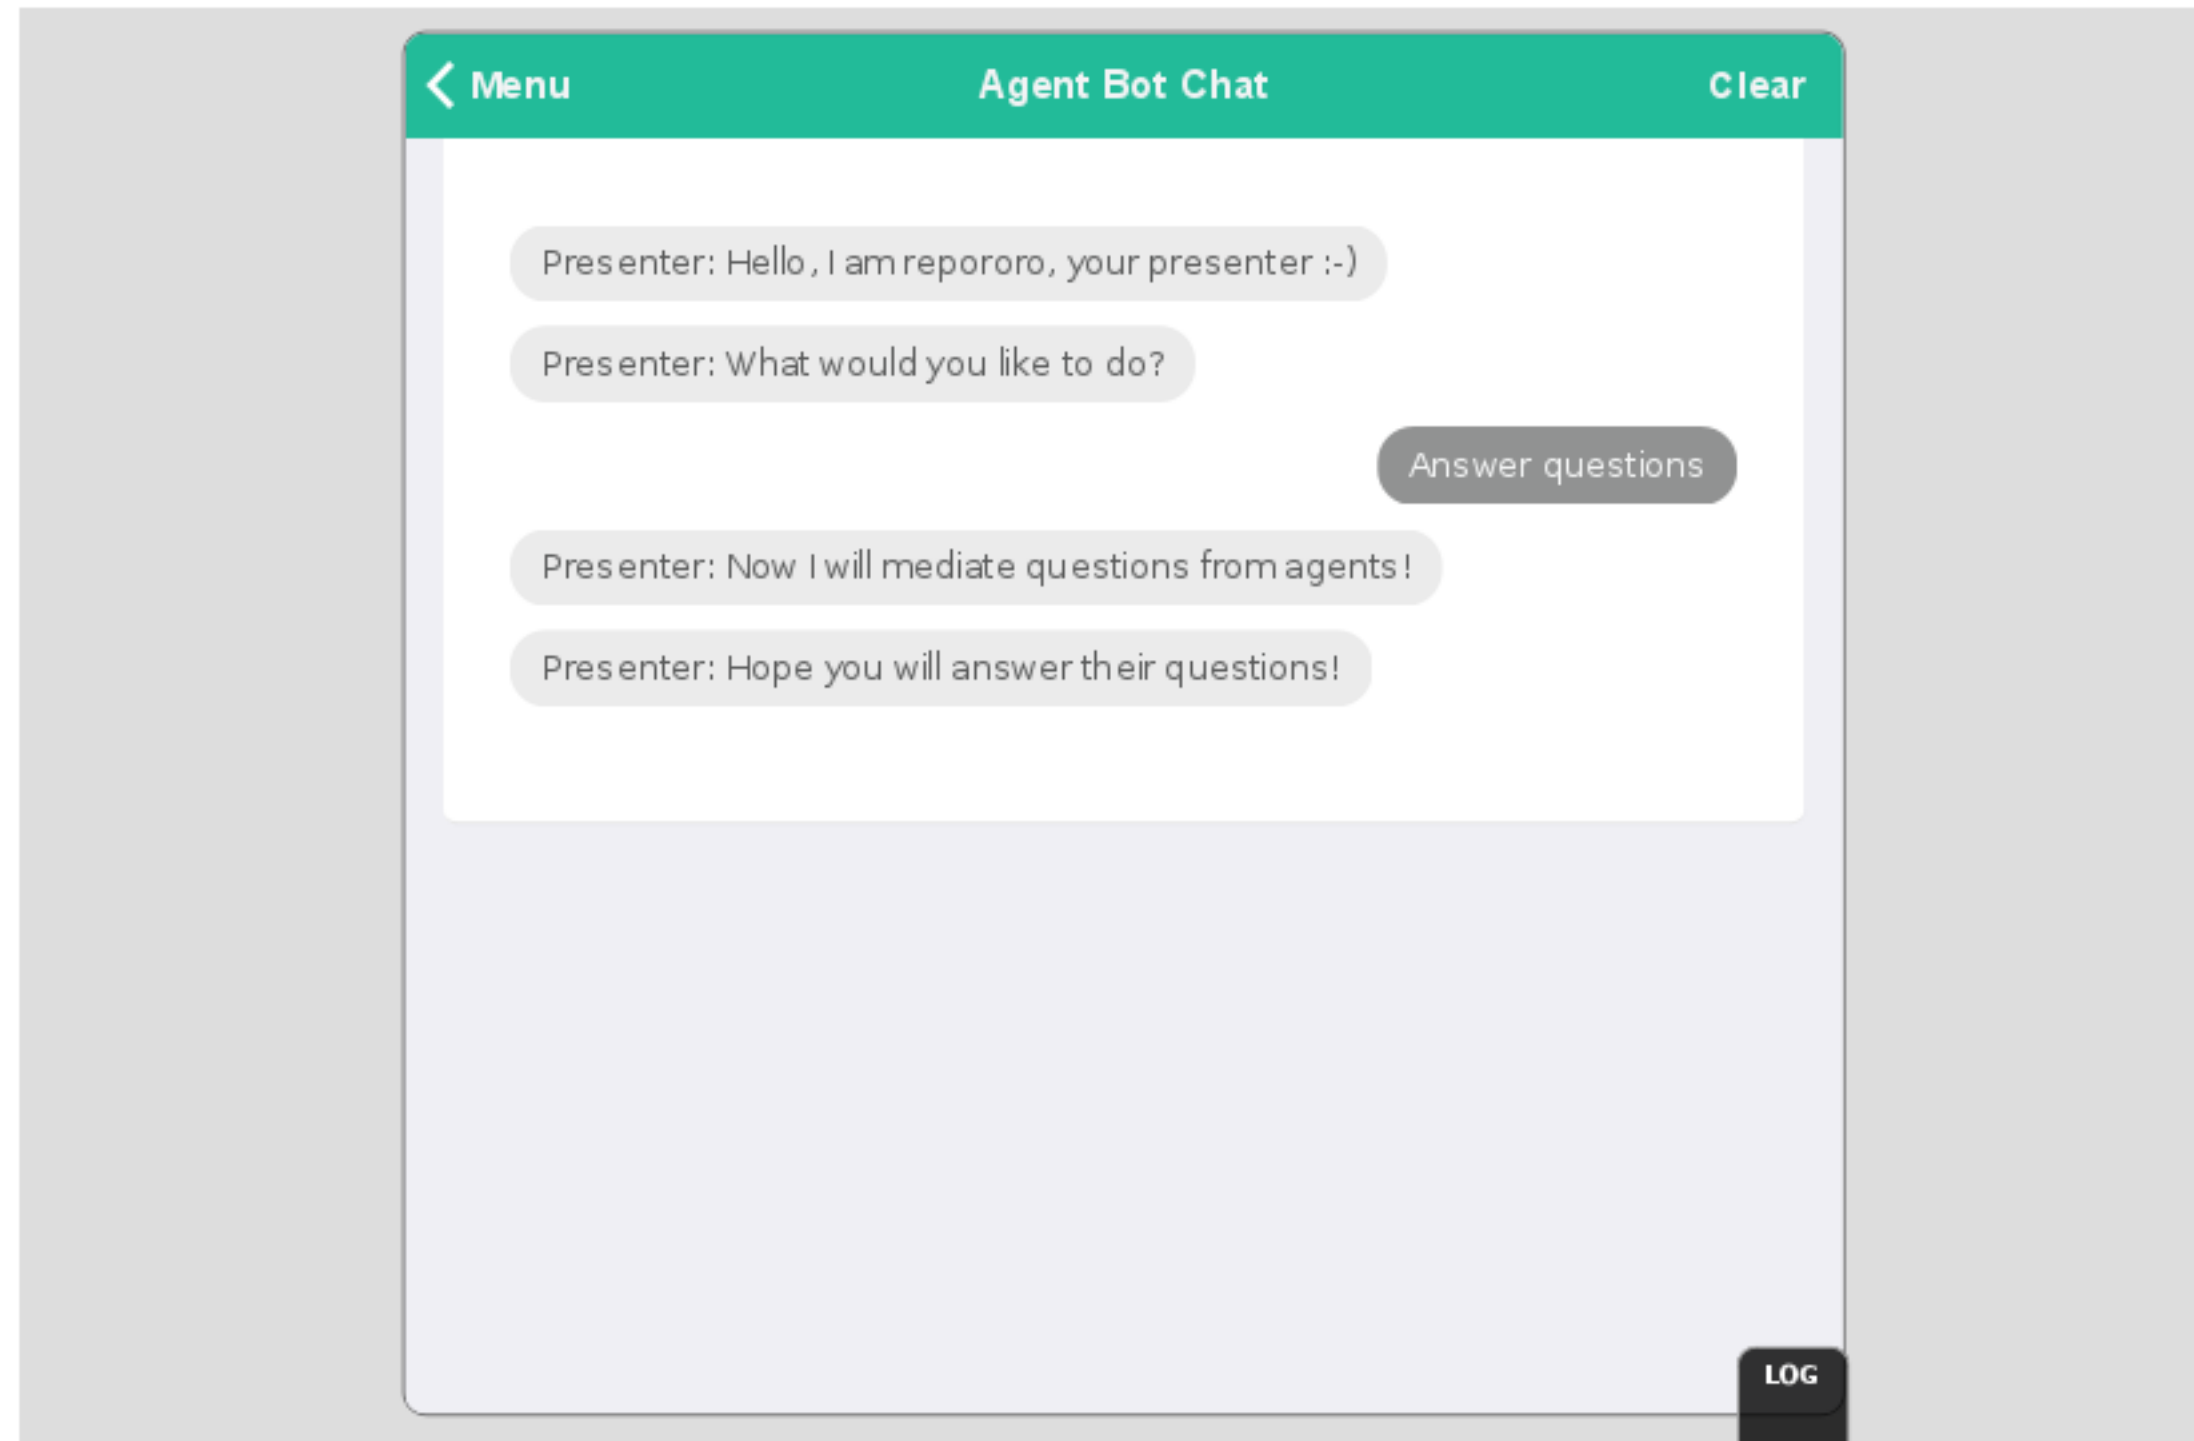 Menu Agent Bot Chat Clear
Presenter: Hello, I am repororo, your presenter :-)
Presenter: What would you like to do?
Answer questions
Presenter: Now I will mediate questions from agents!
Presenter: Hope you will answer their questions!
LOG